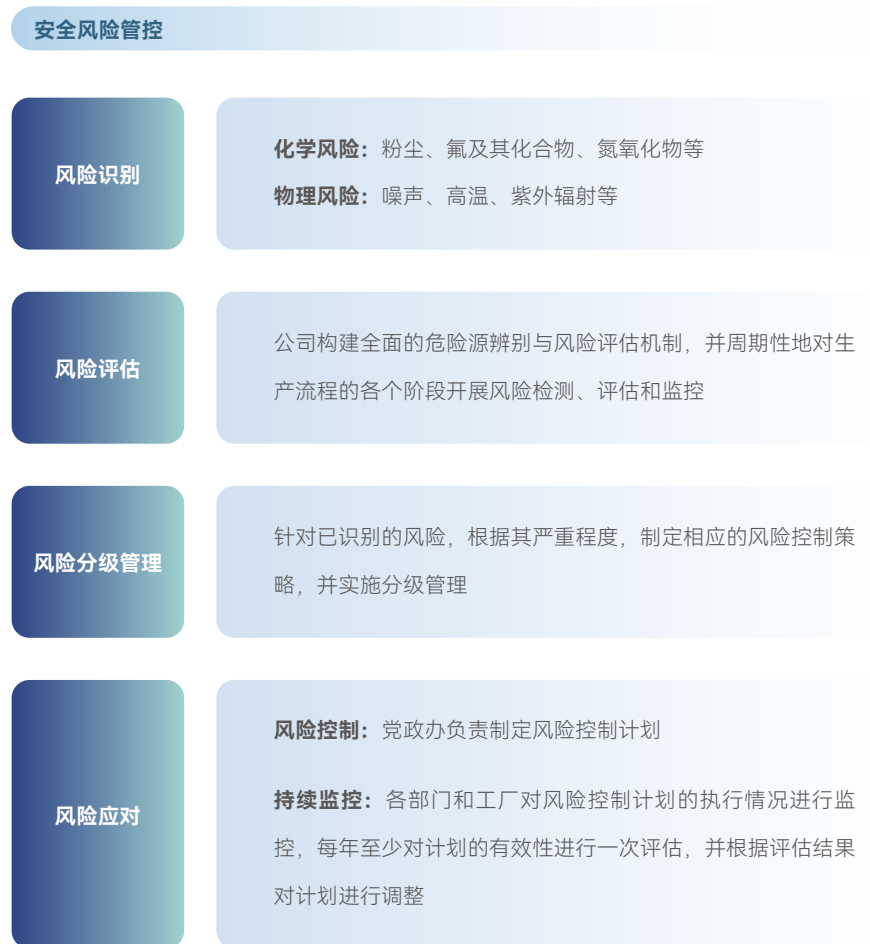 安全风险管控
风险识别
化学风险：粉尘、氟及其化合物、氮氧化物等
物理风险：噪声、高温、紫外辐射等
风险评估
公司构建全面的危险源辨别与风险评估机制，并周期性地对生
产流程的各个阶段开展风险检测、评估和监控
风险分级管理
针对已识别的风险，根据其严重程度，制定相应的风险控制策
略，并实施分级管理
风险应对
风险控制：党政办负责制定风险控制计划
持续监控：各部门和工厂对风险控制计划的执行情况进行监
控，每年至少对计划的有效性进行一次评估，并根据评估结果
对计划进行调整